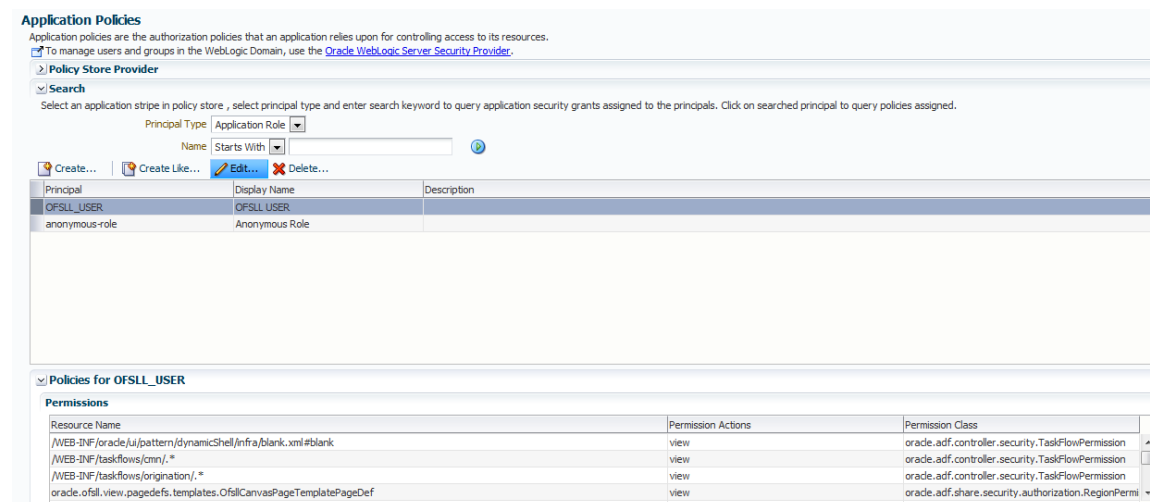 Application Policies
Application policies are the authorization policies that an application relies upon for controlling access to its resources.
To manage users and groups in the WebLogic Domain, use the Oracle WebLogic Server Security Provider.
Policy Store Provider
Search
Select an application stripe in policy store , select principal type and enter search keyword to query application security grants assigned to the principals. Click on searched principal to query policies assigned.
Principal Type Application Role
Name Starts With
Create... Create Like... Edit... Delete...
Principal Display Name Description
OFSLL_USER OFSLL USER
anonymous-role Anonymous Role
Policies for OFSLL_USER
Permissions
Resource Name Permission Actions Permission Class
/WEB-INF/oracle/ui/pattern/dynamicShell/infra/blank.xml#blank view oracle.adf.controller.security.TaskFlowPermission
/WEB-INF/taskflows/cmn/.* view oracle.adf.controller.security.TaskFlowPermission
/WEB-INF/taskflows/origination/.* view oracle.adf.controller.security.TaskFlowPermission
oracle.ofsll.view.pagedefs.templates.OfsllCanvasPageTemplatePageDef view oracle.adf.share.security.authorization.RegionPermi